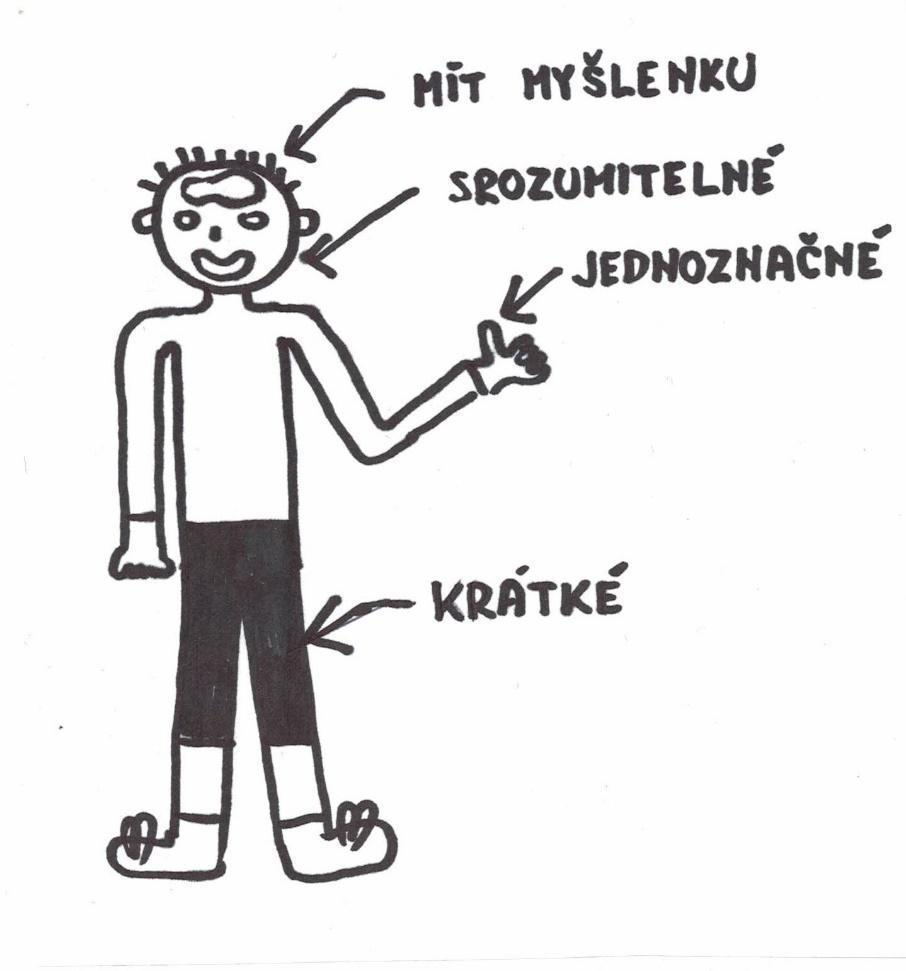 MÍT MYŠLENKU
SROZUMITELNÉ
JEDNOZNAČNÉ
KRÁTKÉ